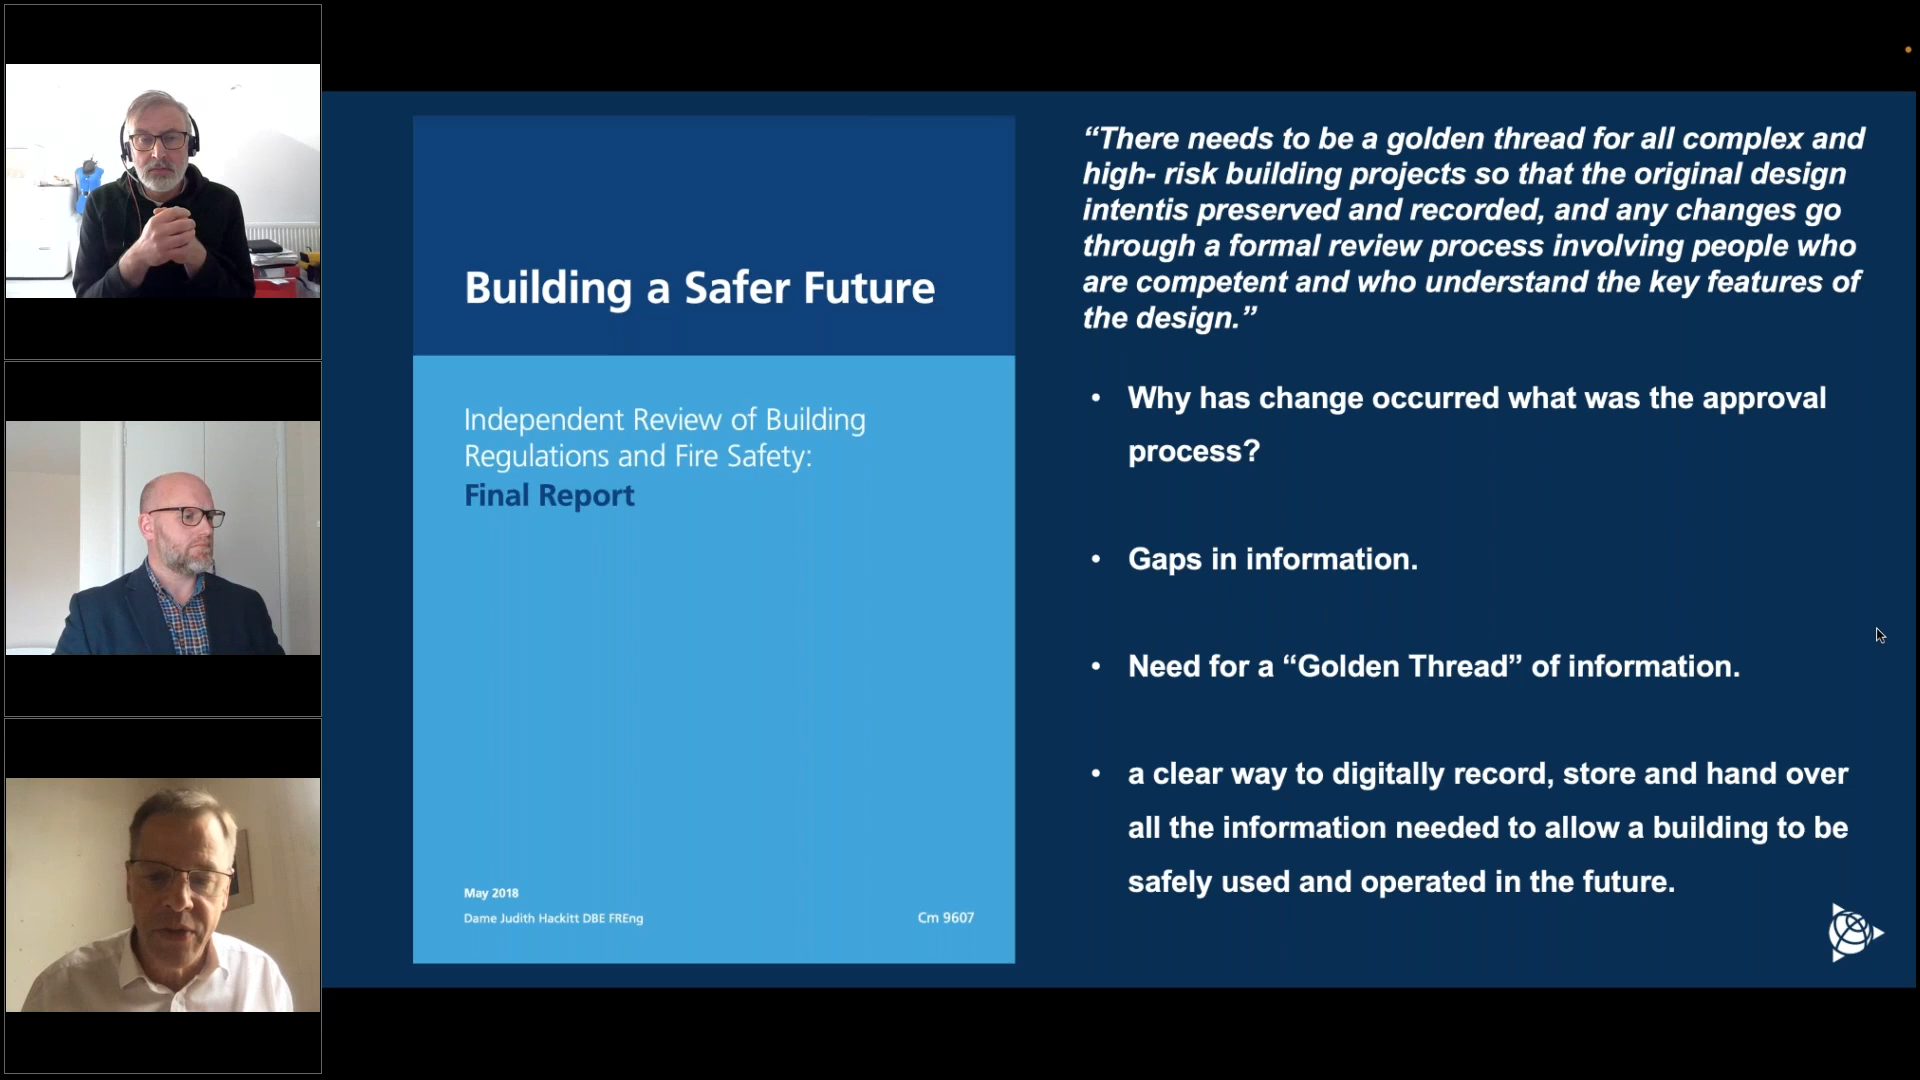 Building a Safer Future
Independent Review of Building
Regulations and Fire Safety:
Final Report
May 2018
Dame Judith Hackitt DBE FREng
Cm 9607
“There needs to be a golden thread for all complex and
high- risk building projects so that the original design
intentis preserved and recorded, and any changes go
through a formal review process involving people who
are competent and who understand the key features of
the design.”
• Why has change occurred what was the approval
process?
• Gaps in information.
• Need for a “Golden Thread” of information.
• a clear way to digitally record, store and hand over
all the information needed to allow a building to be
safely used and operated in the future.